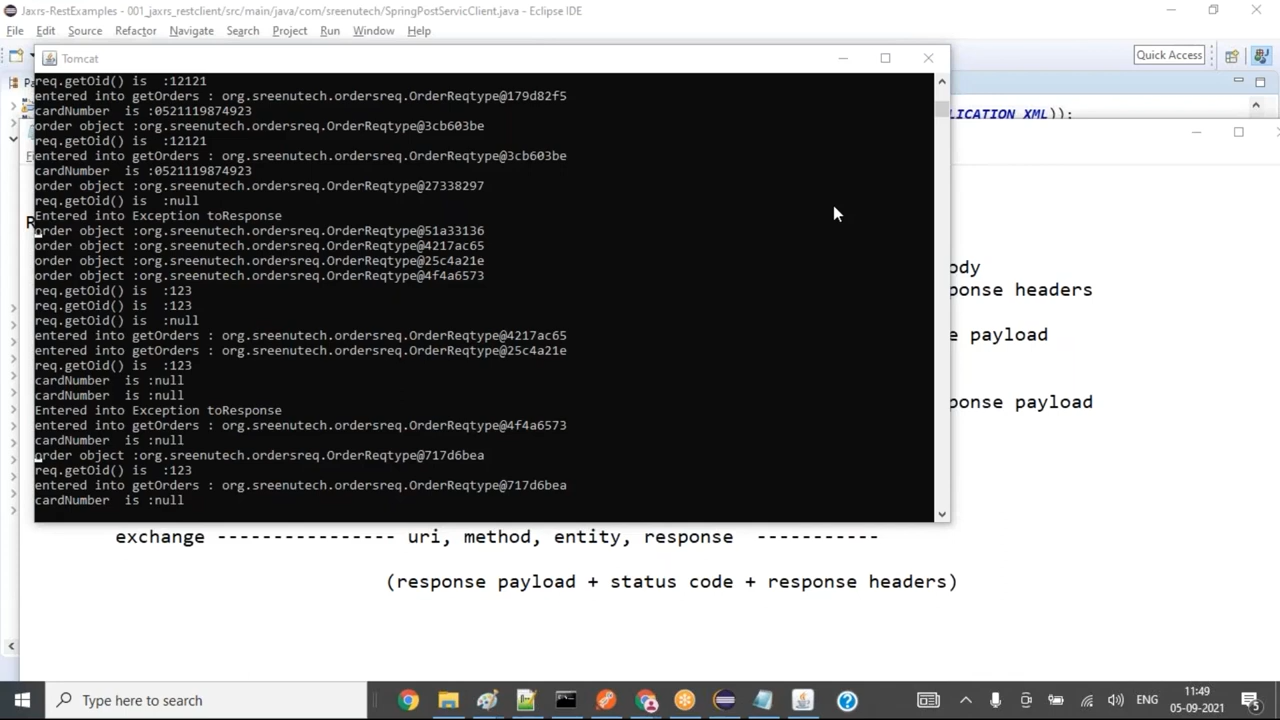 Jaxrs-RestExamples - 001_jaxrs_restclient/src/main/java/com/sreenutech/SpringPostServicClient.java - Eclipse IDE
File Edit Source Refactor Navigate Search Project Run Window Help
Quick Access
Tomcat
req.getOid() is  :12121
entered into getOrders : org.sreenutech.ordersreq.OrderReqtype@179d82f5
cardNumber  is :0521119874923
order object :org.sreenutech.ordersreq.OrderReqtype@3cb603be
req.getOid() is  :12121
entered into getOrders : org.sreenutech.ordersreq.OrderReqtype@3cb603be
cardNumber  is :0521119874923
order object :org.sreenutech.ordersreq.OrderReqtype@27338297
req.getOid() is  :null
Entered into Exception toResponse
order object :org.sreenutech.ordersreq.OrderReqtype@51a33136
order object :org.sreenutech.ordersreq.OrderReqtype@4217ac65
order object :org.sreenutech.ordersreq.OrderReqtype@25c4a21e
order object :org.sreenutech.ordersreq.OrderReqtype@4f4a6573
req.getOid() is  :123
req.getOid() is  :123
req.getOid() is  :null
entered into getOrders : org.sreenutech.ordersreq.OrderReqtype@4217ac65
entered into getOrders : org.sreenutech.ordersreq.OrderReqtype@25c4a21e
req.getOid() is  :123
cardNumber  is :null
cardNumber  is :null
Entered into Exception toResponse
entered into getOrders : org.sreenutech.ordersreq.OrderReqtype@4f4a6573
cardNumber  is :null
order object :org.sreenutech.ordersreq.OrderReqtype@717d6bea
req.getOid() is  :123
entered into getOrders : org.sreenutech.ordersreq.OrderReqtype@717d6bea
cardNumber  is :null
LICATION_XML));
ody
ponse headers
e payload
ponse payload
exchange ---------------- uri, method, entity, response  -----------
(response payload + status code + response headers)
Type here to search
ENG
11:49
05-09-2021
5